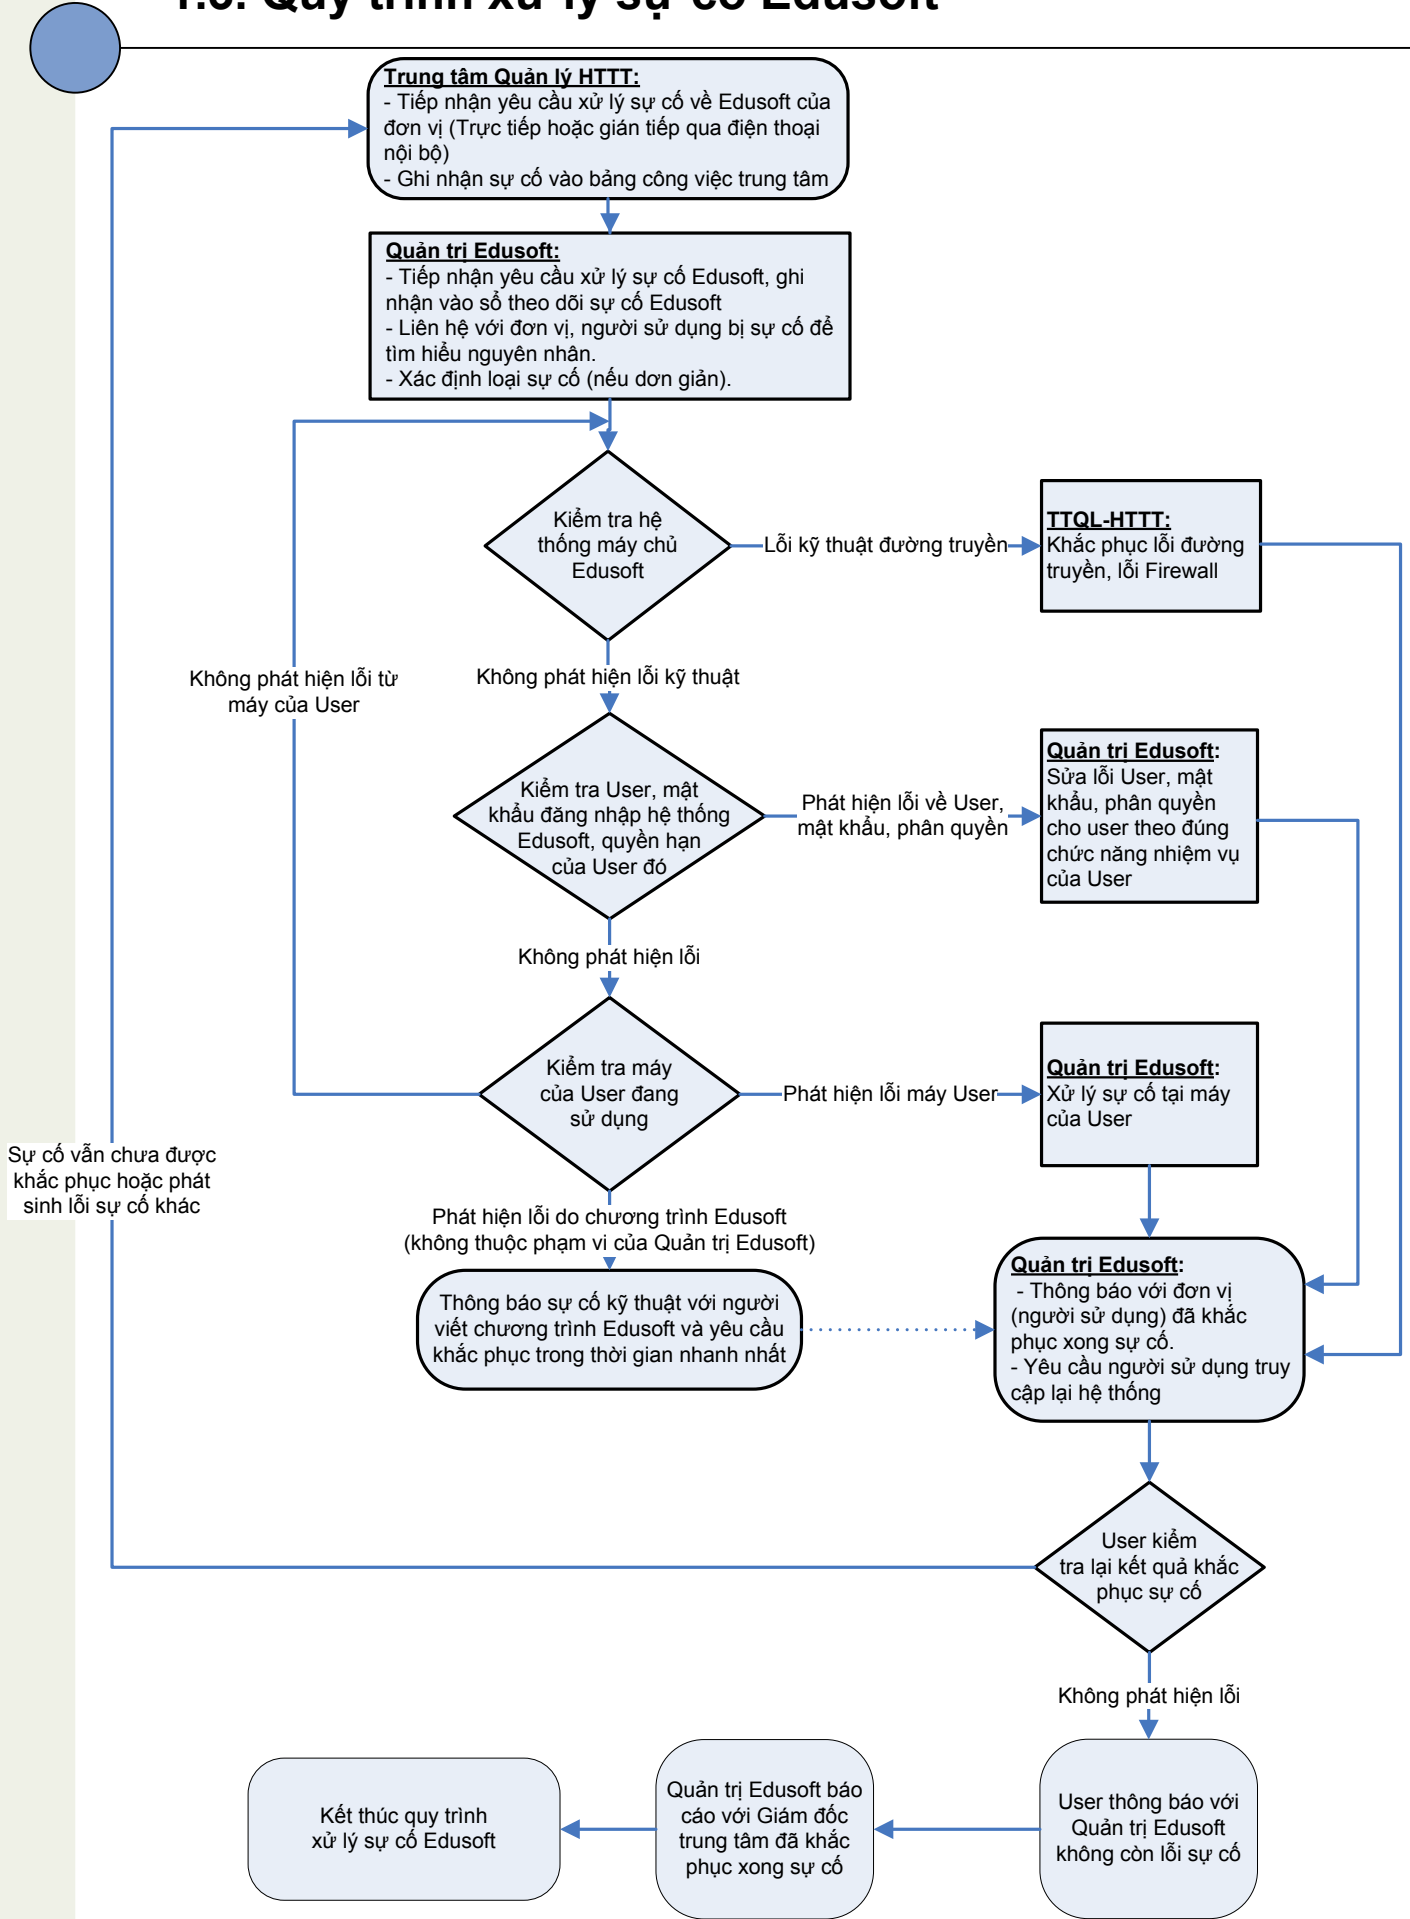 Quy trình xử lý sự cố Edusoft
Trung tâm Quản lý HTTT:
- Tiếp nhận yêu cầu xử lý sự cố về Edusoft của
đơn vị (Trực tiếp hoặc gián tiếp qua điện thoại
nội bộ)
- Ghi nhận sự cố vào bảng công việc trung tâm
Quản trị Edusoft:
- Tiếp nhận yêu cầu xử lý sự cố Edusoft, ghi
nhận vào sổ theo dõi sự cố Edusoft
- Liên hệ với đơn vị, người sử dụng bị sự cố để
tìm hiểu nguyên nhân.
- Xác định loại sự cố (nếu dơn giản).
Kiểm tra hệ
thống máy chủ
Edusoft
Lỗi kỹ thuật đường truyền
TTQL-HTTT:
Khắc phục lỗi đường
truyền, lỗi Firewall
Không phát hiện lỗi từ
máy của User
Không phát hiện lỗi kỹ thuật
Kiểm tra User, mật
khẩu đăng nhập hệ thống
Edusoft, quyền hạn
của User đó
Phát hiện lỗi về User,
mật khẩu, phân quyền
Quản trị Edusoft:
Sửa lỗi User, mật
khẩu, phân quyền
cho user theo đúng
chức năng nhiệm vụ
của User
Không phát hiện lỗi
Kiểm tra máy
của User đang
sử dụng
Phát hiện lỗi máy User
Quản trị Edusoft:
Xử lý sự cố tại máy
của User
Sự cố vẫn chưa được
khắc phục hoặc phát
sinh lỗi sự cố khác
Phát hiện lỗi do chương trình Edusoft
(không thuộc phạm vi của Quản trị Edusoft)
Thông báo sự cố kỹ thuật với người
viết chương trình Edusoft và yêu cầu
khắc phục trong thời gian nhanh nhất
Quản trị Edusoft:
- Thông báo với đơn vị
(người sử dụng) đã khắc
phục xong sự cố.
- Yêu cầu người sử dụng truy
cập lại hệ thống
User kiểm
tra lại kết quả khắc
phục sự cố
Không phát hiện lỗi
User thông báo với
Quản trị Edusoft
không còn lỗi sự cố
Quản trị Edusoft báo
cáo với Giám đốc
trung tâm đã khắc
phục xong sự cố
Kết thúc quy trình
xử lý sự cố Edusoft